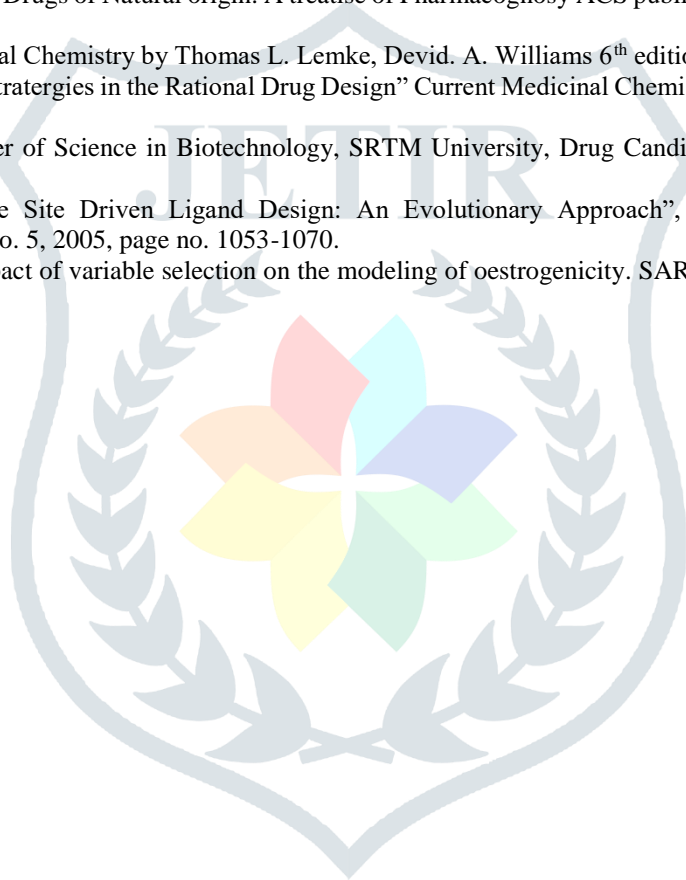 Drugs of Natural origin: A treatise of Pharmacognosy ACS publi
al Chemistry by Thomas L. Lemke, Devid. A. Williams 6th editio
tratergies in the Rational Drug Design” Current Medicinal Chemi
er of Science in Biotechnology, SRTM University, Drug Candi
e Site Driven Ligand Design: An Evolutionary Approach”,
o. 5, 2005, page no. 1053-1070.
pact of variable selection on the modeling of oestrogenicity. SAR
JETIR